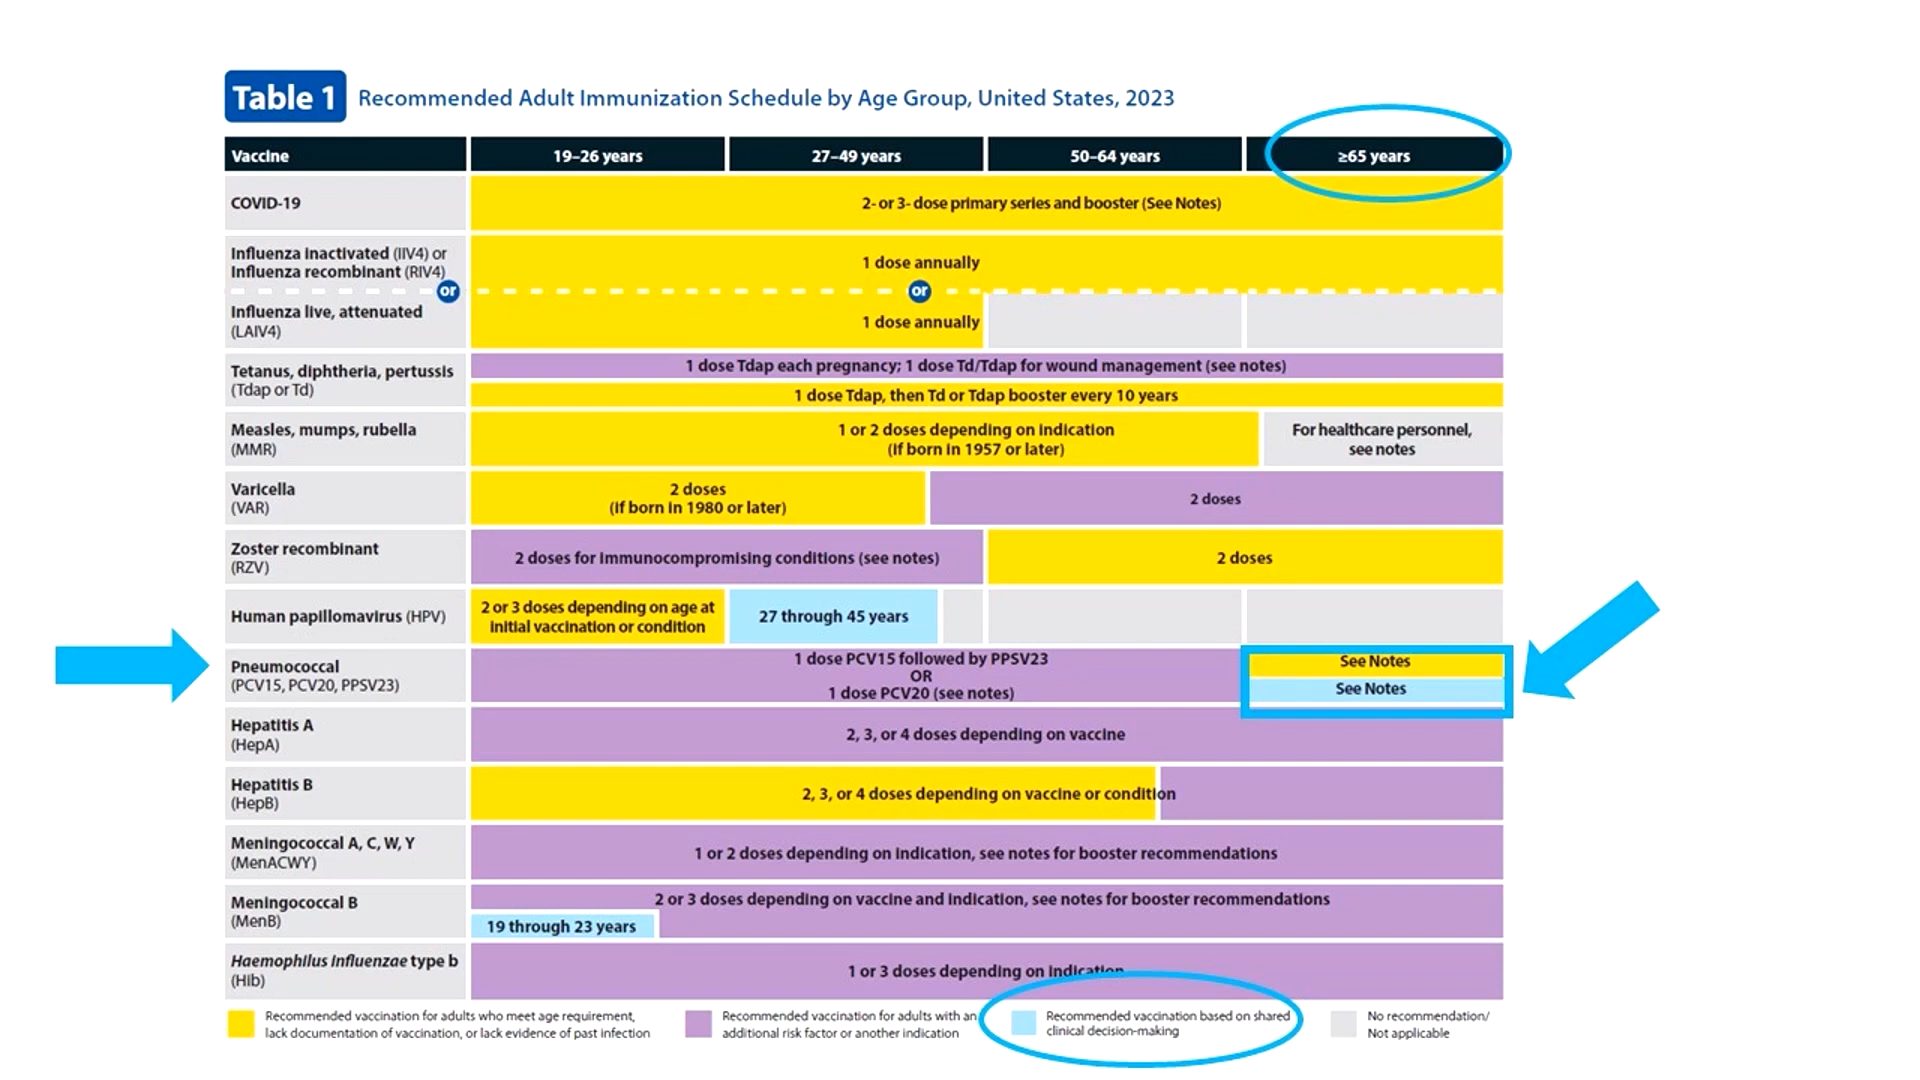 Table 1 Recommended Adult Immunization Schedule by Age Group, United States, 2023
Vaccine 19–26 years 27–49 years 50–64 years ≥65 years
COVID-19 2- or 3- dose primary series and booster (See Notes)
Influenza inactivated (IIV4) or
Influenza recombinant (RIV4)
1 dose annually
or or
Influenza live, attenuated
(LAIV4)
1 dose annually
Tetanus, diphtheria, pertussis
(Tdap or Td)
1 dose Tdap each pregnancy; 1 dose Td/Tdap for wound management (see notes)
1 dose Tdap, then Td or Tdap booster every 10 years
Measles, mumps, rubella
(MMR)
1 or 2 doses depending on indication
(if born in 1957 or later)
For healthcare personnel,
see notes
Varicella
(VAR)
2 doses
(if born in 1980 or later)
2 doses
Zoster recombinant
(RZV)
2 doses for immunocompromising conditions (see notes)
2 doses
Human papillomavirus (HPV)
2 or 3 doses depending on age at
initial vaccination or condition
27 through 45 years
Pneumococcal
(PCV15, PCV20, PPSV23)
1 dose PCV15 followed by PPSV23
OR
1 dose PCV20 (see notes)
See Notes
See Notes
Hepatitis A
(HepA)
2, 3, or 4 doses depending on vaccine
Hepatitis B
(HepB)
2, 3, or 4 doses depending on vaccine or condition
Meningococcal A, C, W, Y
(MenACWY)
1 or 2 doses depending on indication, see notes for booster recommendations
Meningococcal B
(MenB)
2 or 3 doses depending on vaccine and indication, see notes for booster recommendations
19 through 23 years
Haemophilus influenzae type b
(Hib)
1 or 3 doses depending on indication
Recommended vaccination for adults who meet age requirement,
lack documentation of vaccination, or lack evidence of past infection
Recommended vaccination for adults with an
additional risk factor or another indication
Recommended vaccination based on shared
clinical decision-making
No recommendation/
Not applicable